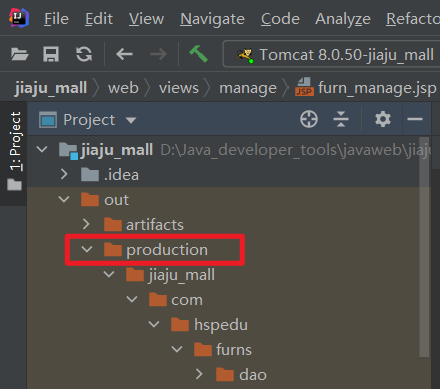 File Edit View Navigate Code Analyze Refacto
Tomcat 8.0.50-jiaju_mall
jiaju_mall web views manage furn_manage.jsp
1: Project
Project
jiaju_mall D:\Java_developer_tools\javaweb\jiaj
.idea
out
artifacts
production
jiaju_mall
com
hspedu
furns
dao